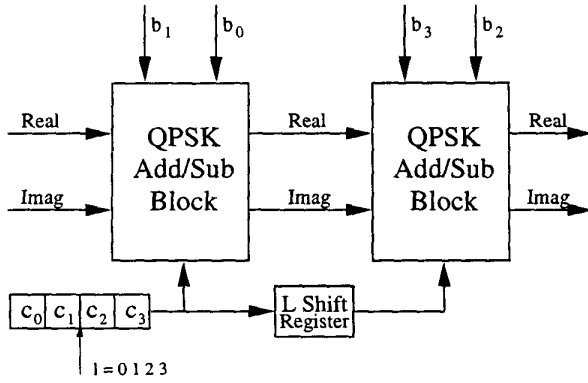 b1 b0 b3 b2
Real Real Real
QPSK QPSK
Add/Sub Add/Sub
Block Block
Imag Imag Imag
c0 c1 c2 c3
L Shift
Register
l = 0 1 2 3